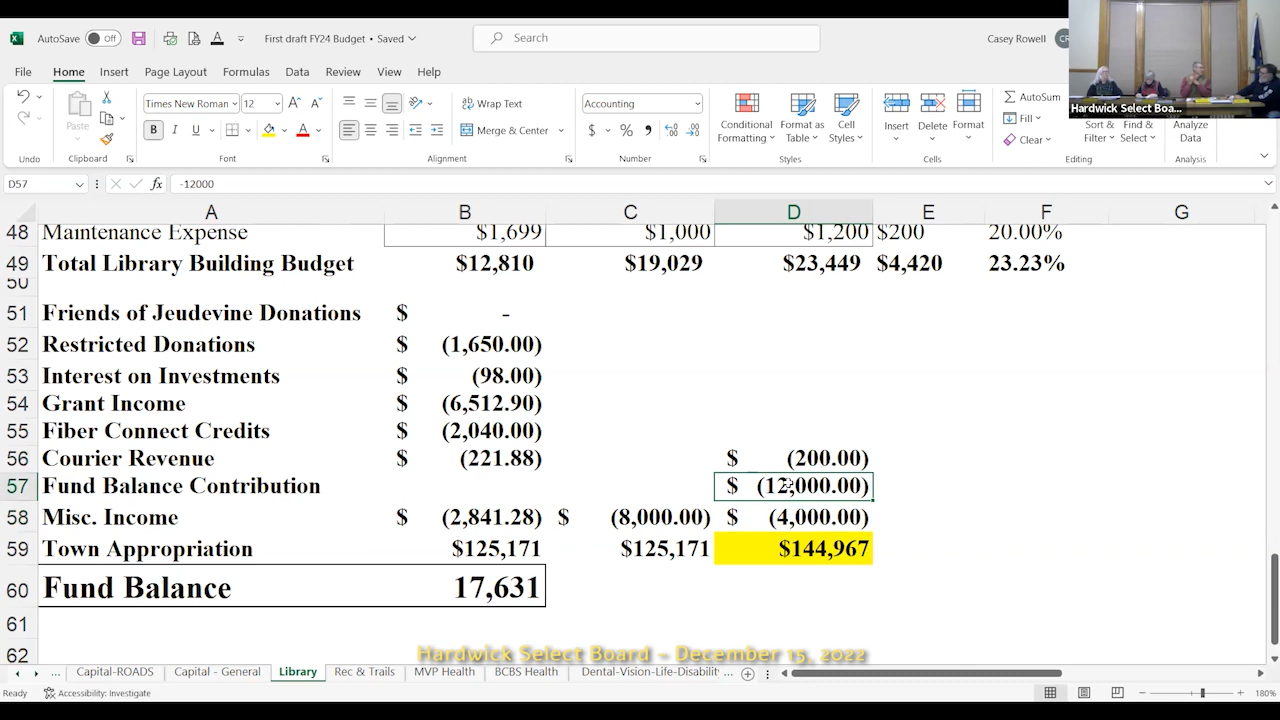 AutoSave Off First draft FY24 Budget • Saved Search Casey Rowell
File Home Insert Page Layout Formulas Data Review View Help
Hardwick Select Boa...
Times New Roman 12 Wrap Text Accounting AutoSum
Paste B I U A Merge & Center $ % Conditional Formatting Format as Table Cell Styles Insert Delete Format Fill Clear Sort & Filter Find & Select Analyze Data
Undo Clipboard Font Alignment Number Styles Cells Editing Analysis
D57 fx -12000
A B C D E F G
48 Maintenance Expense $1,699 $1,000 $1,200 $200 20.00%
49 Total Library Building Budget $12,810 $19,029 $23,449 $4,420 23.23%
50
51 Friends of Jeudevine Donations $ -
52 Restricted Donations $ (1,650.00)
53 Interest on Investments $ (98.00)
54 Grant Income $ (6,512.90)
55 Fiber Connect Credits $ (2,040.00)
56 Courier Revenue $ (221.88) $ (200.00)
57 Fund Balance Contribution $ (12,000.00)
58 Misc. Income $ (2,841.28) $ (8,000.00) $ (4,000.00)
59 Town Appropriation $125,171 $125,171 $144,967
60 Fund Balance 17,631
61
62
Hardwick Select Board – December 15, 2022
... Capital-ROADS Capital - General Library Rec & Trails MVP Health BCBS Health Dental-Vision-Life-Disabilit ...
Ready Accessibility: Investigate 180%